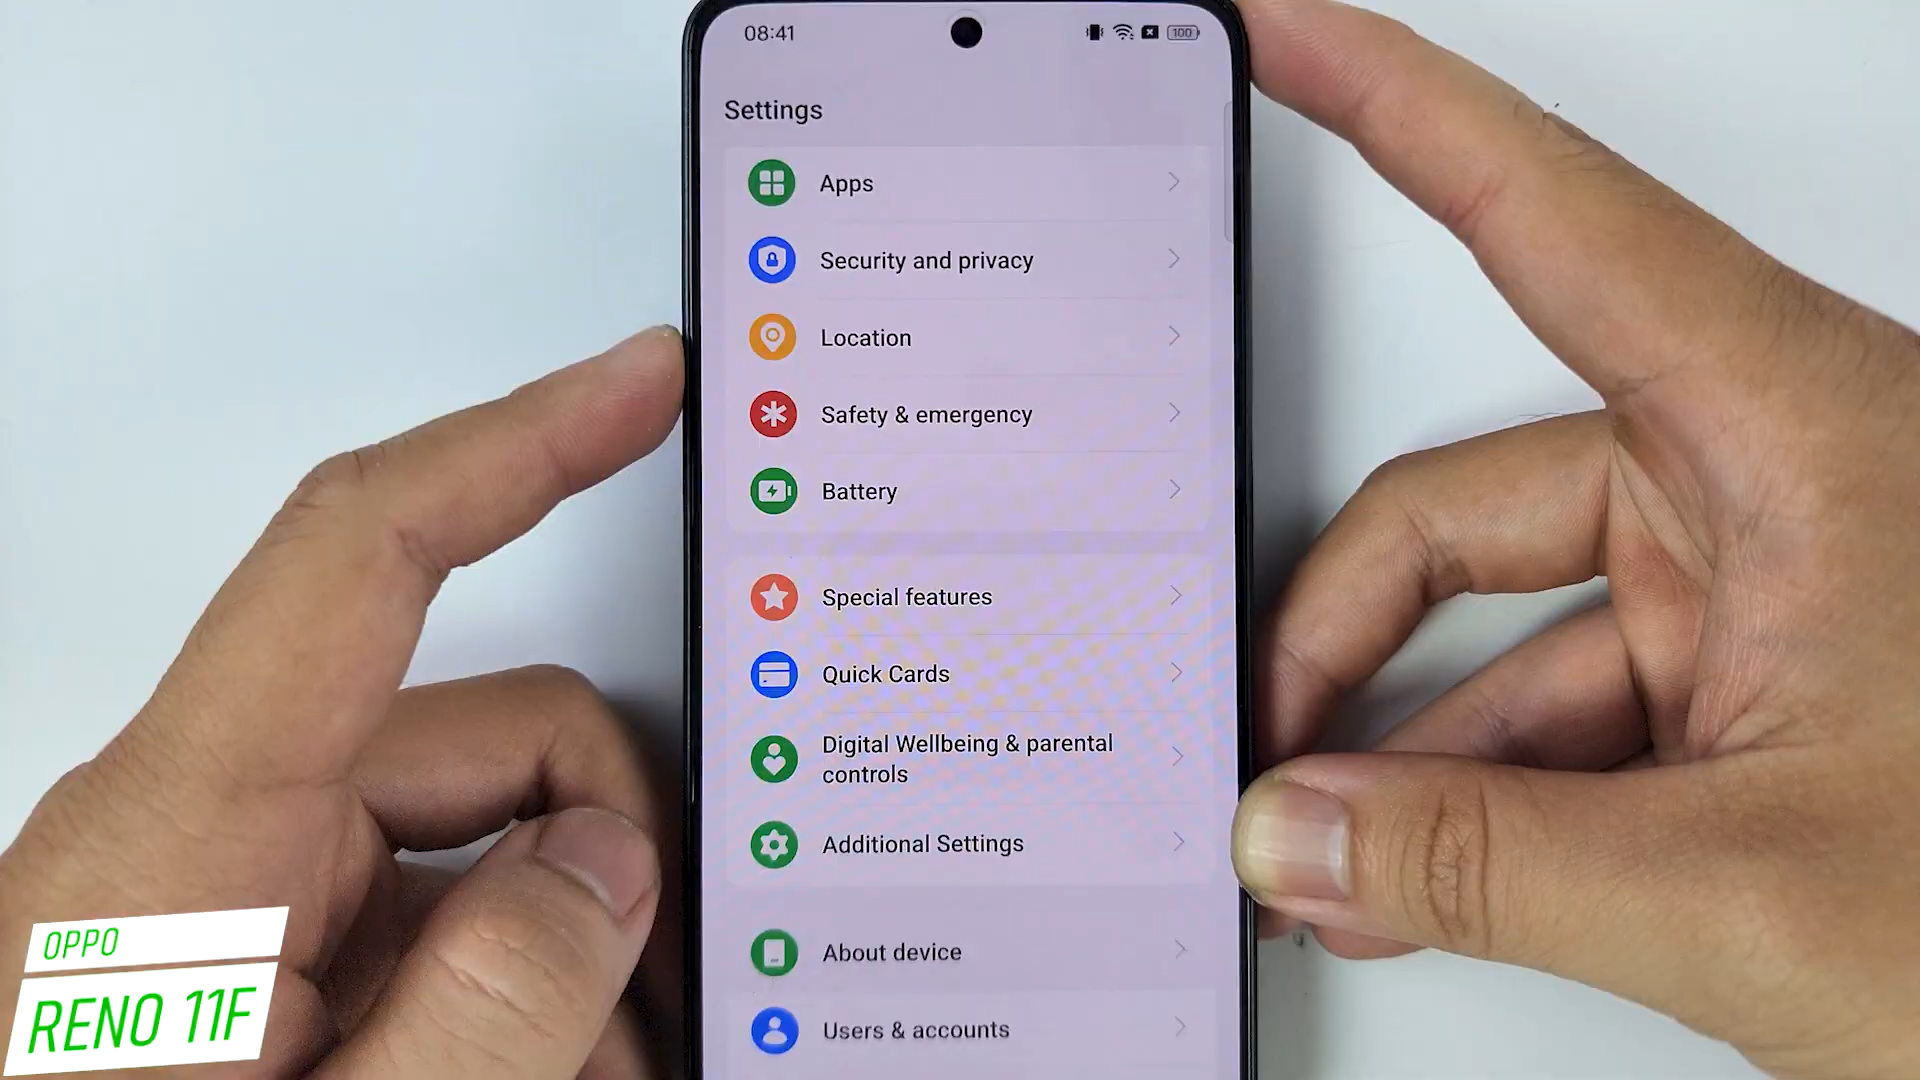 08:41
100
Settings
Apps
Security and privacy
Location
Safety & emergency
Battery
Special features
Quick Cards
Digital Wellbeing & parental
controls
Additional Settings
About device
Users & accounts
OPPO
RENO 11F